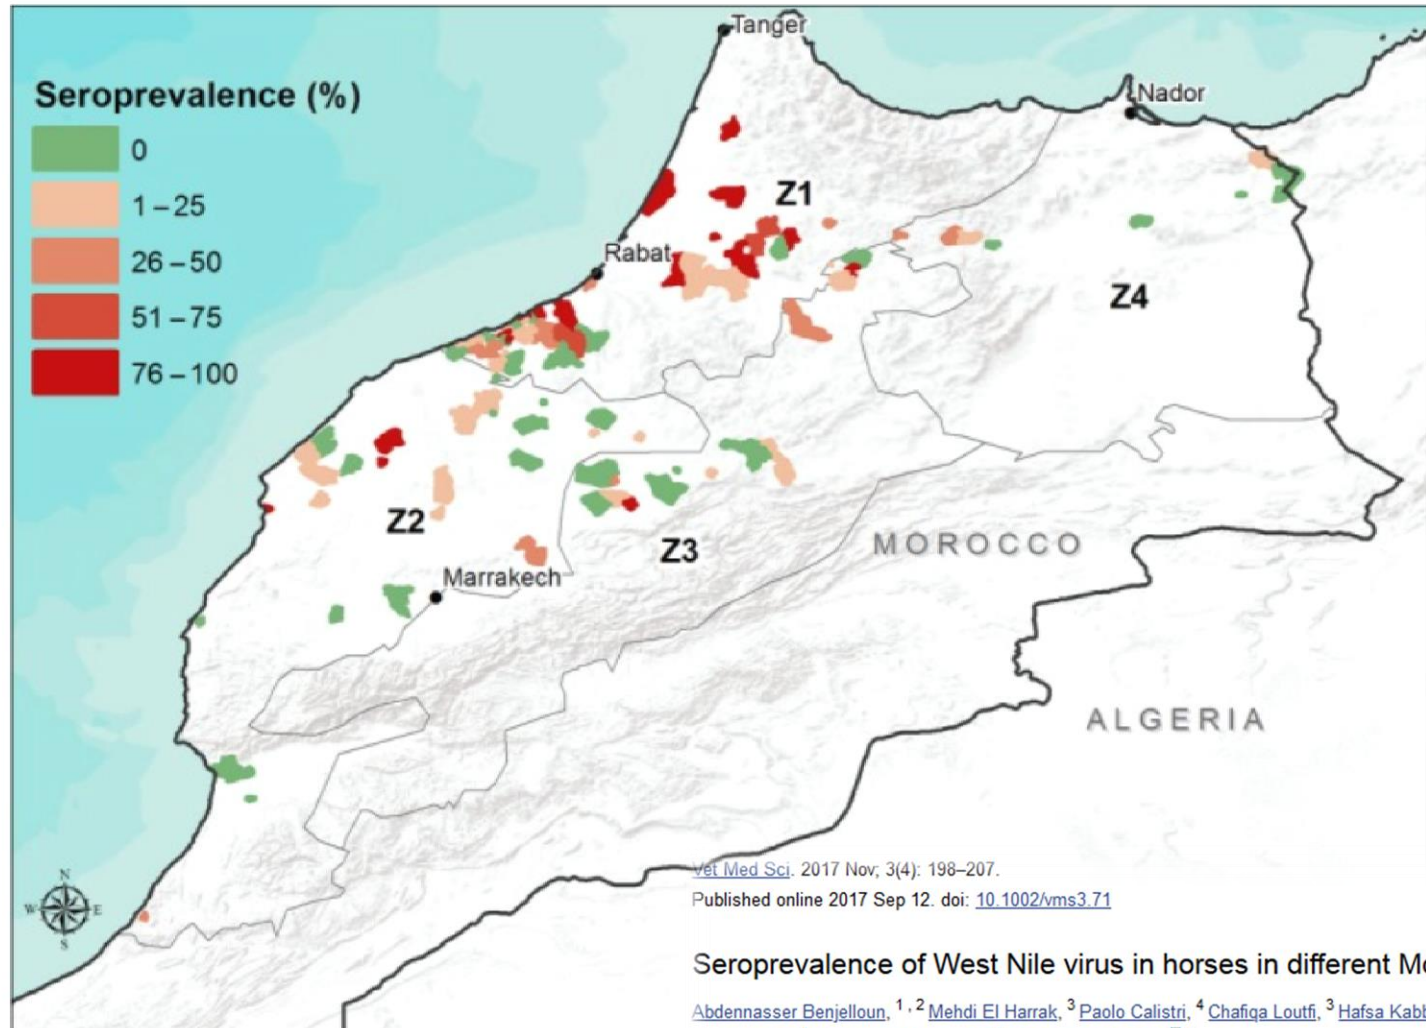 Tanger
Nador
Seroprevalence (%)
0
1–25
26–50
51–75
76–100
Z1
Rabat
Z4
Z2
Z3
MOROCCO
Marrakech
ALGERIA
N
W E
S
Vet Med Sci. 2017 Nov; 3(4): 198–207.
Published online 2017 Sep 12. doi: 10.1002/vms3.71
Seroprevalence of West Nile virus in horses in different M
Abdennasser Benjelloun, 1, 2 Mehdi El Harrak, 3 Paolo Calistri, 4 Chafiqa Loutfi, 3 Hafsa Kabb